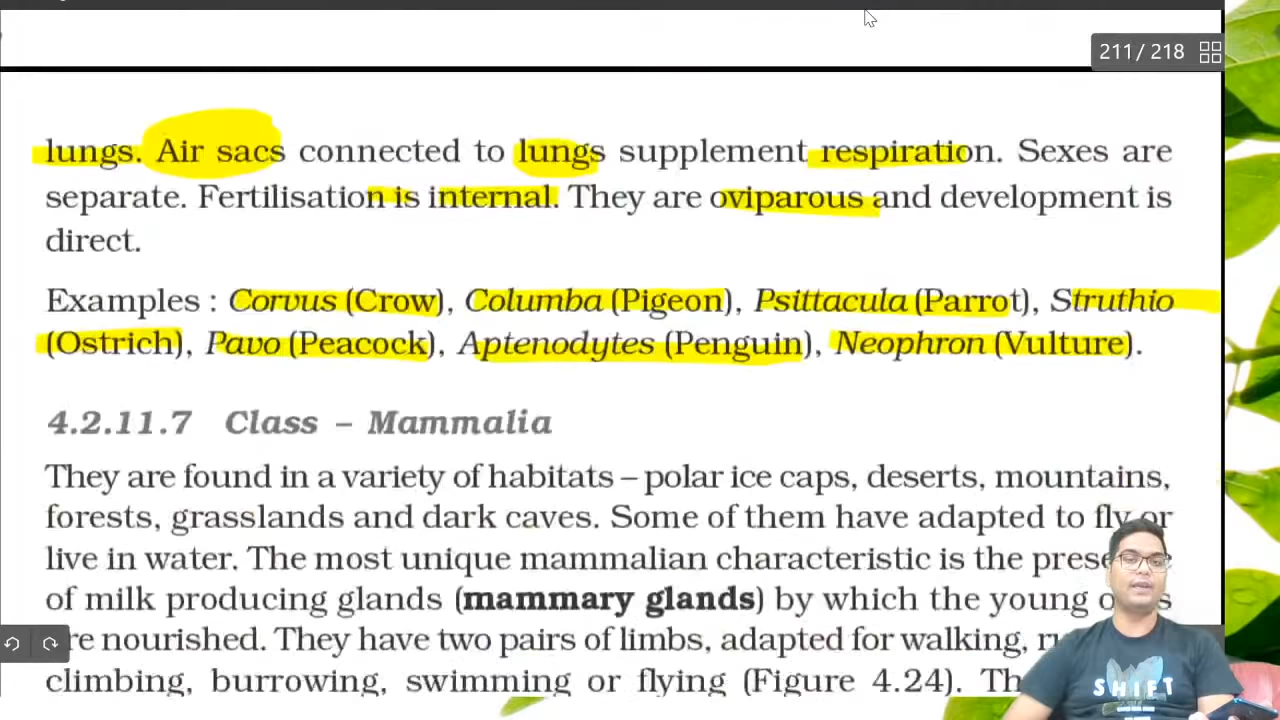 211 / 218
lungs. Air sacs connected to lungs supplement respiration. Sexes are
separate. Fertilisation is internal. They are oviparous and development is
direct.
Examples : Corvus (Crow), Columba (Pigeon), Psittacula (Parrot), Struthio
(Ostrich), Pavo (Peacock), Aptenodytes (Penguin), Neophron (Vulture).
4.2.11.7 Class – Mammalia
They are found in a variety of habitats – polar ice caps, deserts, mountains,
forests, grasslands and dark caves. Some of them have adapted to fly or
live in water. The most unique mammalian characteristic is the
of milk producing glands (mammary glands) by which the young
nourished. They have two pairs of limbs, adapted for walking,
climbing, burrowing, swimming or flying (Figure 4.24).
SHIFT